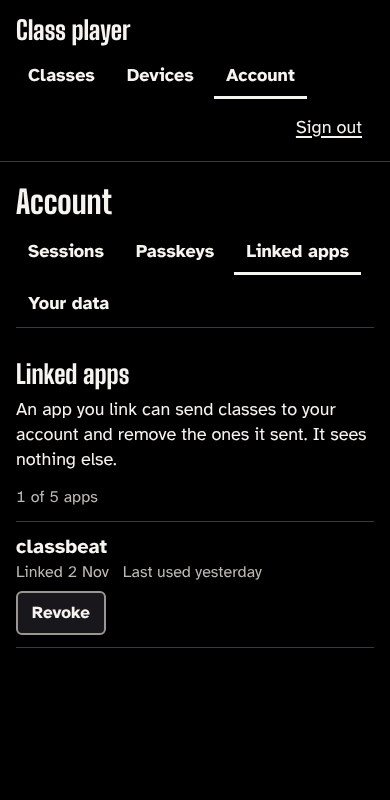 Class player
Classes Devices Account
Sign out
Account
Sessions Passkeys Linked apps
Your data
Linked apps
An app you link can send classes to your
account and remove the ones it sent. It sees
nothing else.
1 of 5 apps
classbeat
Linked 2 Nov Last used yesterday
Revoke